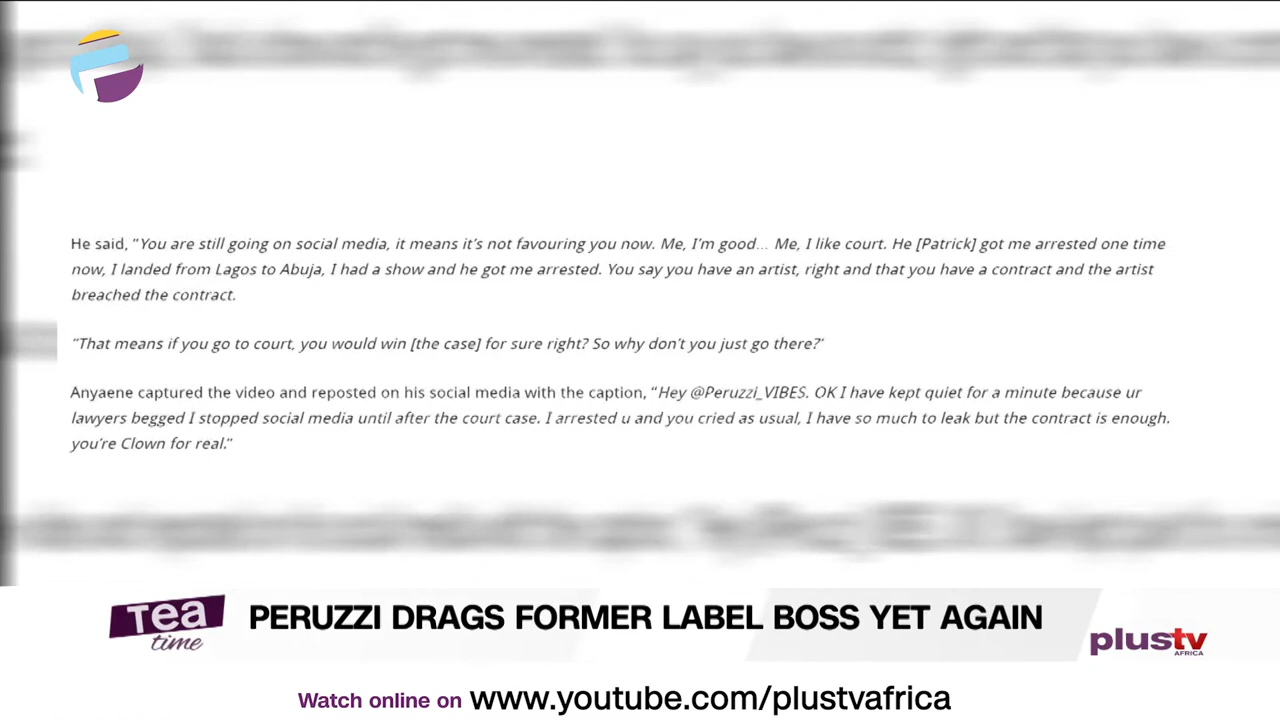 He said, "You are still going on social media, it means it's not favouring you now. Me, I'm good... Me, I like court. He [Patrick] got me arrested one time
now, I landed from Lagos to Abuja, I had a show and he got me arrested. You say you have an artist, right and that you have a contract and the artist
breached the contract.
"That means if you go to court, you would win [the case] for sure right? So why don't you just go there?"
Anyaene captured the video and reposted on his social media with the caption, "Hey @Peruzzi_VIBES. OK I have kept quiet for a minute because ur
lawyers begged I stopped social media until after the court case. I arrested u and you cried as usual, I have so much to leak but the contract is enough.
you're Clown for real."
Tea
time
PERUZZI DRAGS FORMER LABEL BOSS YET AGAIN
plustv
AFRICA
Watch online on www.youtube.com/plustvafrica